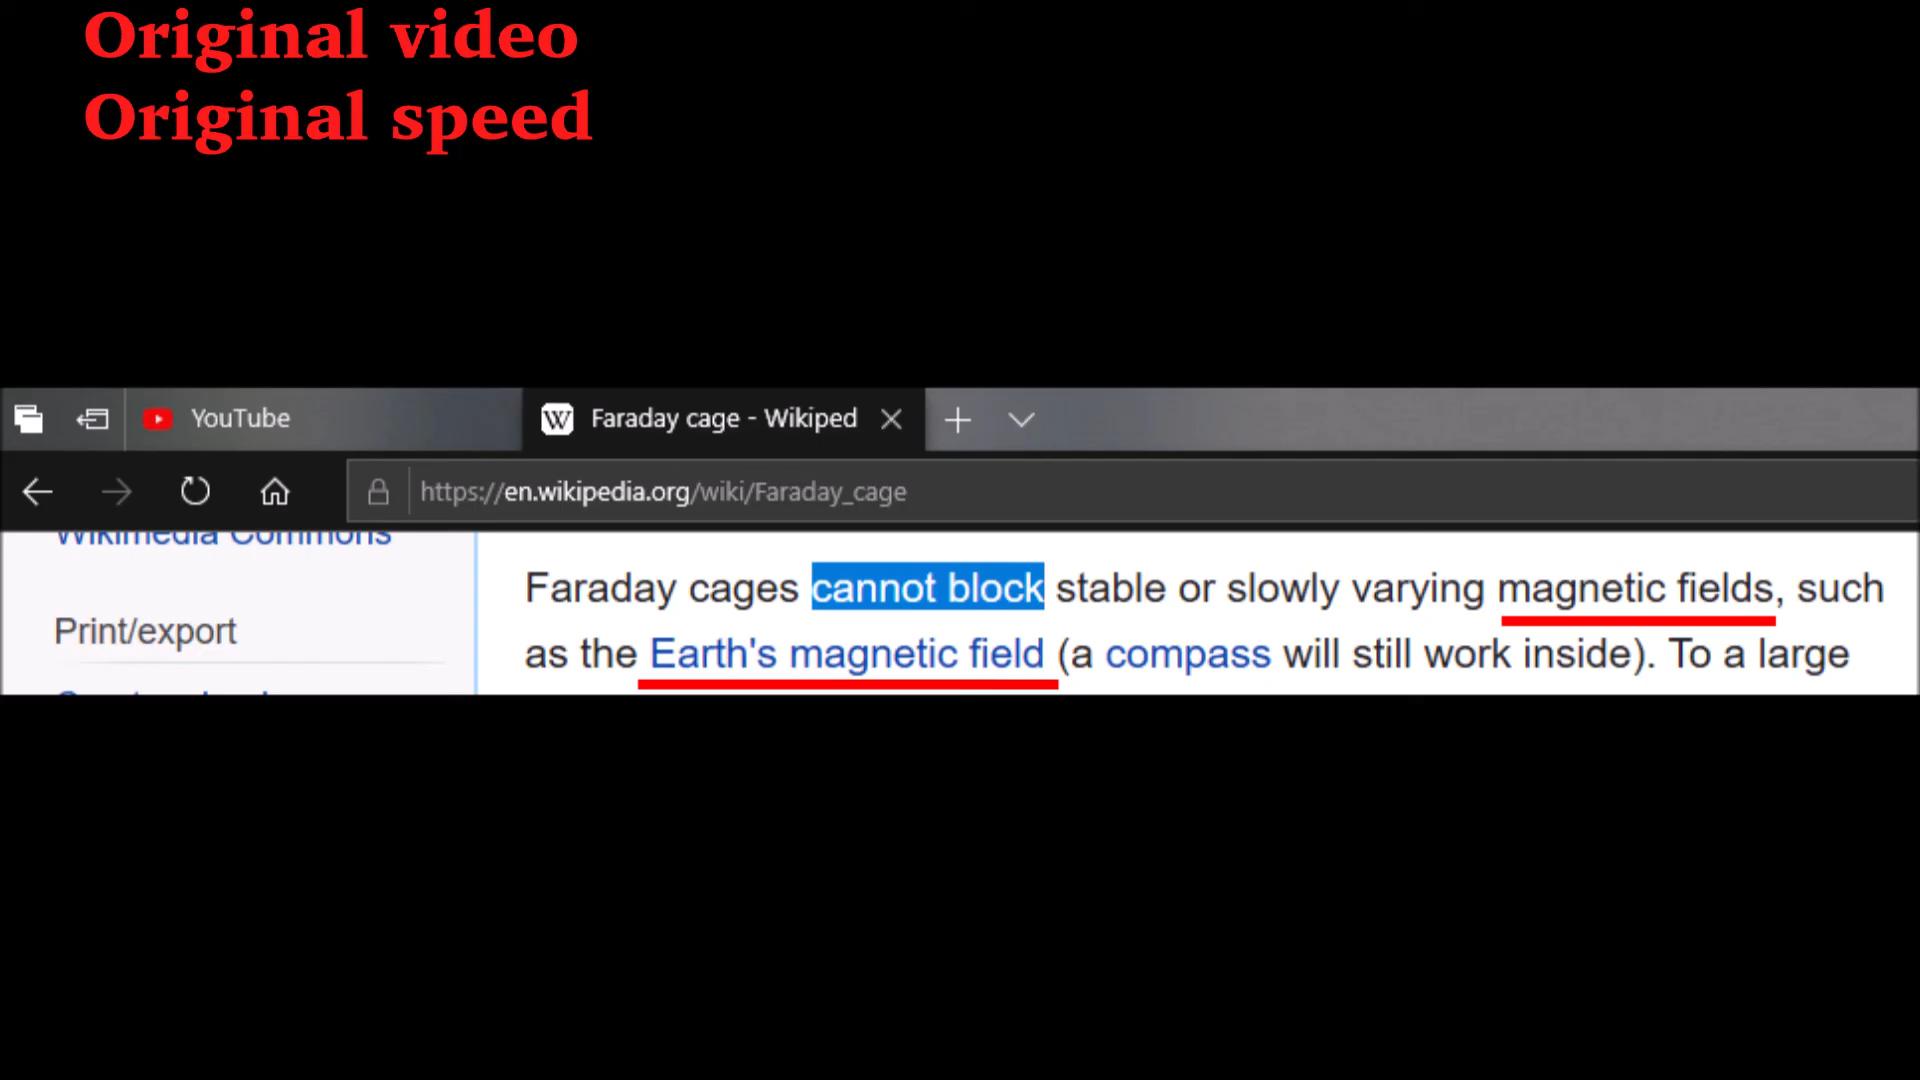 Original video
Original speed
YouTube
Faraday cage - Wikiped
https://en.wikipedia.org/wiki/Faraday_cage
Wikimedia Commons
Print/export
Faraday cages cannot block stable or slowly varying magnetic fields, such
as the Earth's magnetic field (a compass will still work inside). To a large